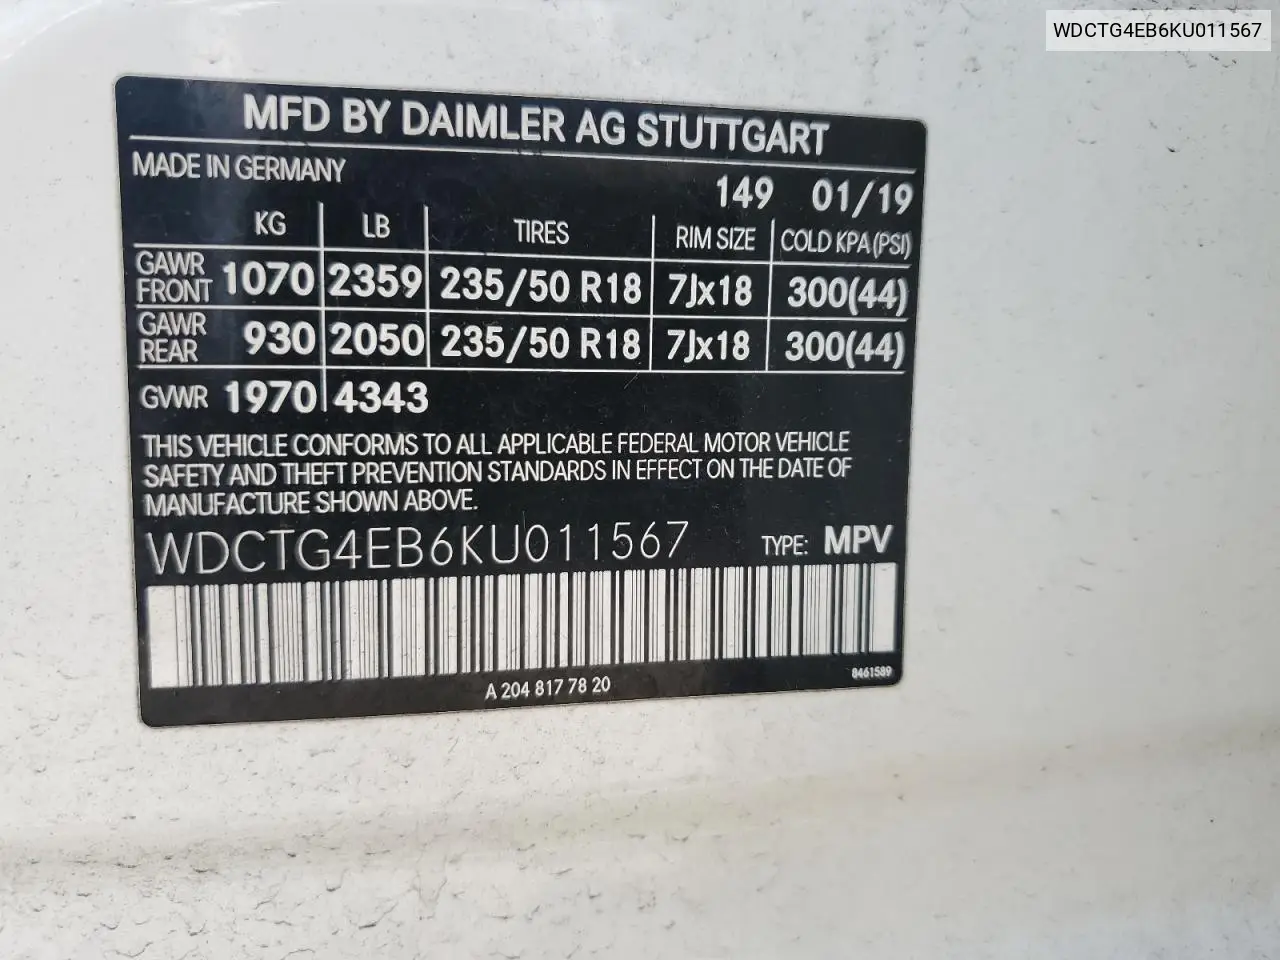 WDCTG4EB6KU011567
MFD BY DAIMLER AG STUTTGART
MADE IN GERMANY
149 01/19
KG LB TIRES RIM SIZE COLD KPA (PSI)
GAWR FRONT 1070 2359 235/50 R18 7Jx18 300(44)
GAWR REAR 930 2050 235/50 R18 7Jx18 300(44)
GVWR 1970 4343
THIS VEHICLE CONFORMS TO ALL APPLICABLE FEDERAL MOTOR VEHICLE
SAFETY AND THEFT PREVENTION STANDARDS IN EFFECT ON THE DATE OF
MANUFACTURE SHOWN ABOVE.
WDCTG4EB6KU011567 TYPE: MPV
A 204 817 78 20
8461589